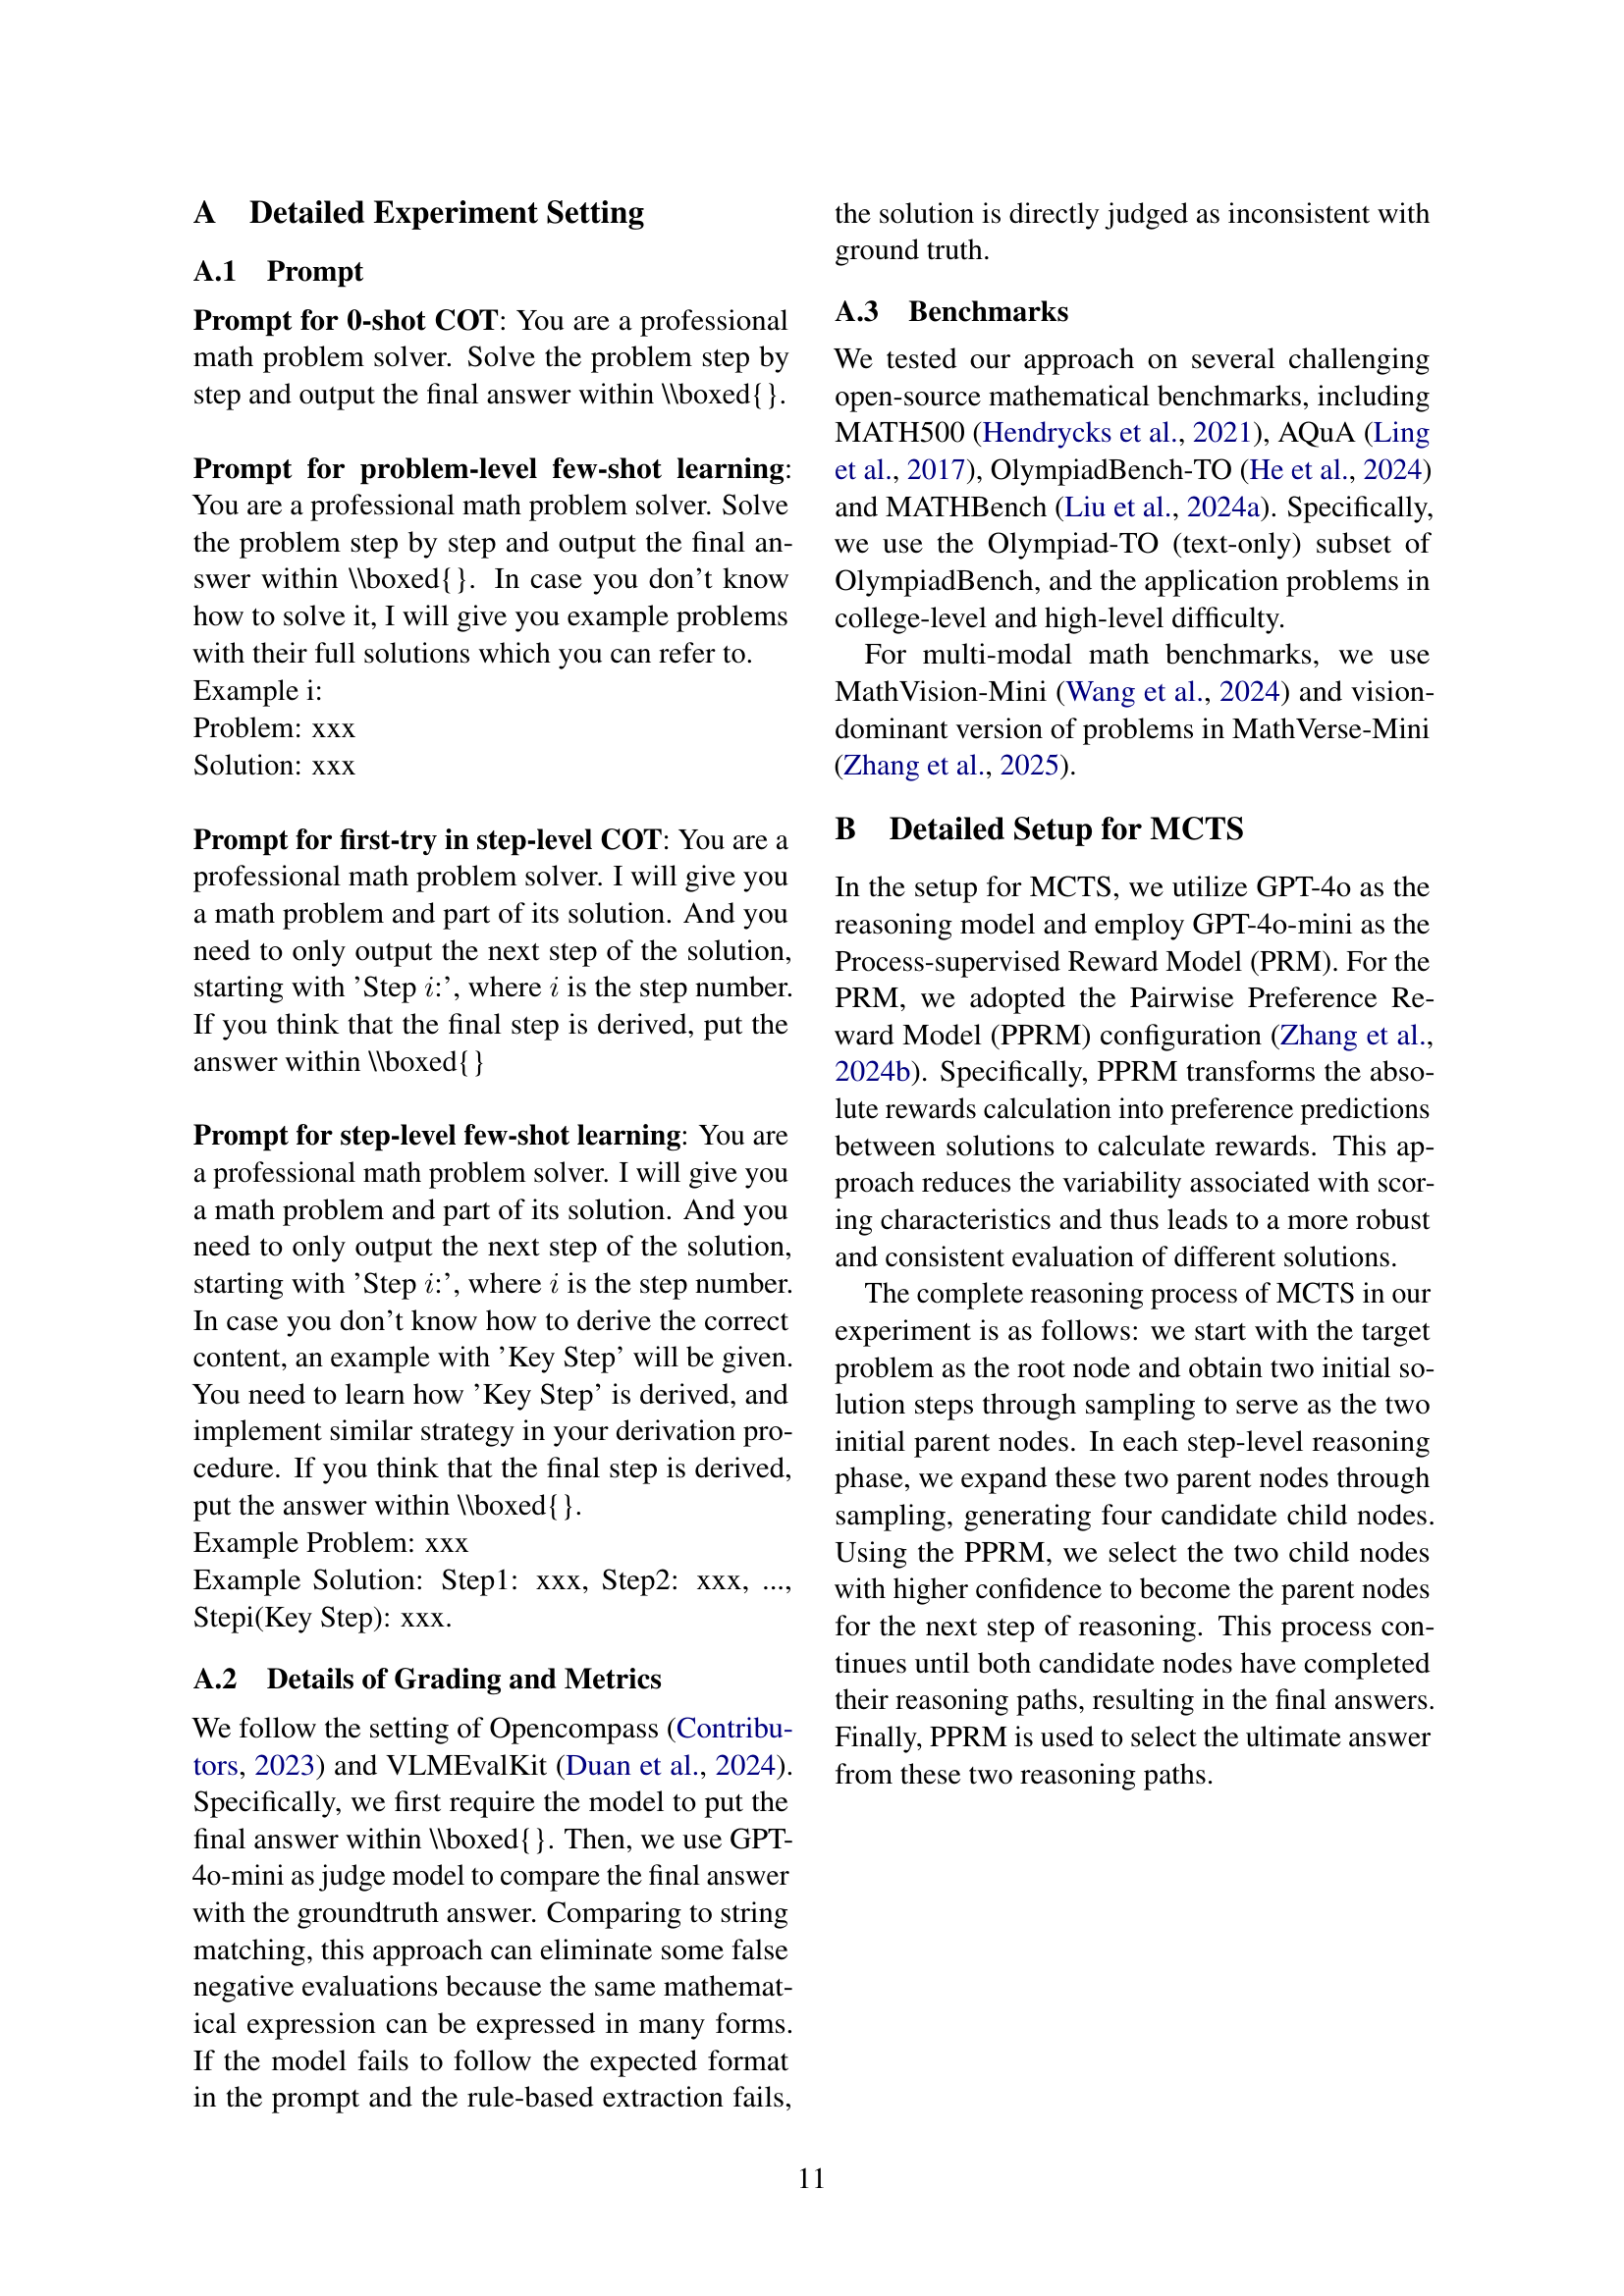 A Detailed Experiment Setting
A.1 Prompt
Prompt for 0-shot COT: You are a professional
math problem solver. Solve the problem step by
step and output the final answer within \\boxed{}.
Prompt for problem-level few-shot learning:
You are a professional math problem solver. Solve
the problem step by step and output the final an-
swer within \\boxed{}. In case you don't know
how to solve it, I will give you example problems
with their full solutions which you can refer to.
Example i:
Problem: xxx
Solution: xxx
Prompt for first-try in step-level COT: You are a
professional math problem solver. I will give you
a math problem and part of its solution. And you
need to only output the next step of the solution,
starting with ’Step i:’, where i is the step number.
If you think that the final step is derived, put the
answer within \\boxed{}
Prompt for step-level few-shot learning: You are
a professional math problem solver. I will give you
a math problem and part of its solution. And you
need to only output the next step of the solution,
starting with ’Step i:’, where i is the step number.
In case you don't know how to derive the correct
content, an example with ’Key Step’ will be given.
You need to learn how ’Key Step’ is derived, and
implement similar strategy in your derivation pro-
cedure. If you think that the final step is derived,
put the answer within \\boxed{}.
Example Problem: xxx
Example Solution: Step1: xxx, Step2: xxx, ...,
Stepi(Key Step): xxx.
A.2 Details of Grading and Metrics
We follow the setting of Opencompass (Contribu-
tors, 2023) and VLMEvalKit (Duan et al., 2024).
Specifically, we first require the model to put the
final answer within \\boxed{}. Then, we use GPT-
4o-mini as judge model to compare the final answer
with the groundtruth answer. Comparing to string
matching, this approach can eliminate some false
negative evaluations because the same mathemat-
ical expression can be expressed in many forms.
If the model fails to follow the expected format
in the prompt and the rule-based extraction fails,
the solution is directly judged as inconsistent with
ground truth.
A.3 Benchmarks
We tested our approach on several challenging
open-source mathematical benchmarks, including
MATH500 (Hendrycks et al., 2021), AQuA (Ling
et al., 2017), OlympiadBench-TO (He et al., 2024)
and MATHBench (Liu et al., 2024a). Specifically,
we use the Olympiad-TO (text-only) subset of
OlympiadBench, and the application problems in
college-level and high-level difficulty.
For multi-modal math benchmarks, we use
MathVision-Mini (Wang et al., 2024) and vision-
dominant version of problems in MathVerse-Mini
(Zhang et al., 2025).
B Detailed Setup for MCTS
In the setup for MCTS, we utilize GPT-4o as the
reasoning model and employ GPT-4o-mini as the
Process-supervised Reward Model (PRM). For the
PRM, we adopted the Pairwise Preference Re-
ward Model (PPRM) configuration (Zhang et al.,
2024b). Specifically, PPRM transforms the abso-
lute rewards calculation into preference predictions
between solutions to calculate rewards. This ap-
proach reduces the variability associated with scor-
ing characteristics and thus leads to a more robust
and consistent evaluation of different solutions.
The complete reasoning process of MCTS in our
experiment is as follows: we start with the target
problem as the root node and obtain two initial so-
lution steps through sampling to serve as the two
initial parent nodes. In each step-level reasoning
phase, we expand these two parent nodes through
sampling, generating four candidate child nodes.
Using the PPRM, we select the two child nodes
with higher confidence to become the parent nodes
for the next step of reasoning. This process con-
tinues until both candidate nodes have completed
their reasoning paths, resulting in the final answers.
Finally, PPRM is used to select the ultimate answer
from these two reasoning paths.
11